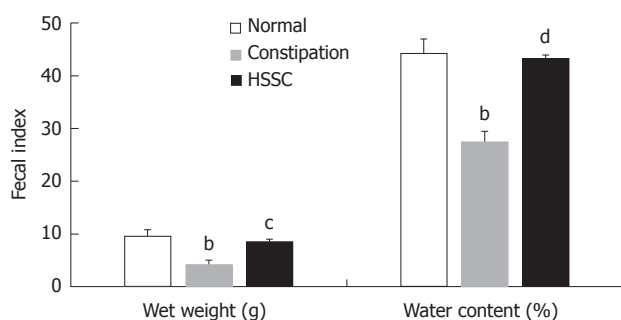 50
40
30
20
10
0
Fecal index
Normal
Constipation
HSSC
b
c
b
d
Wet weight (g)
Water content (%)